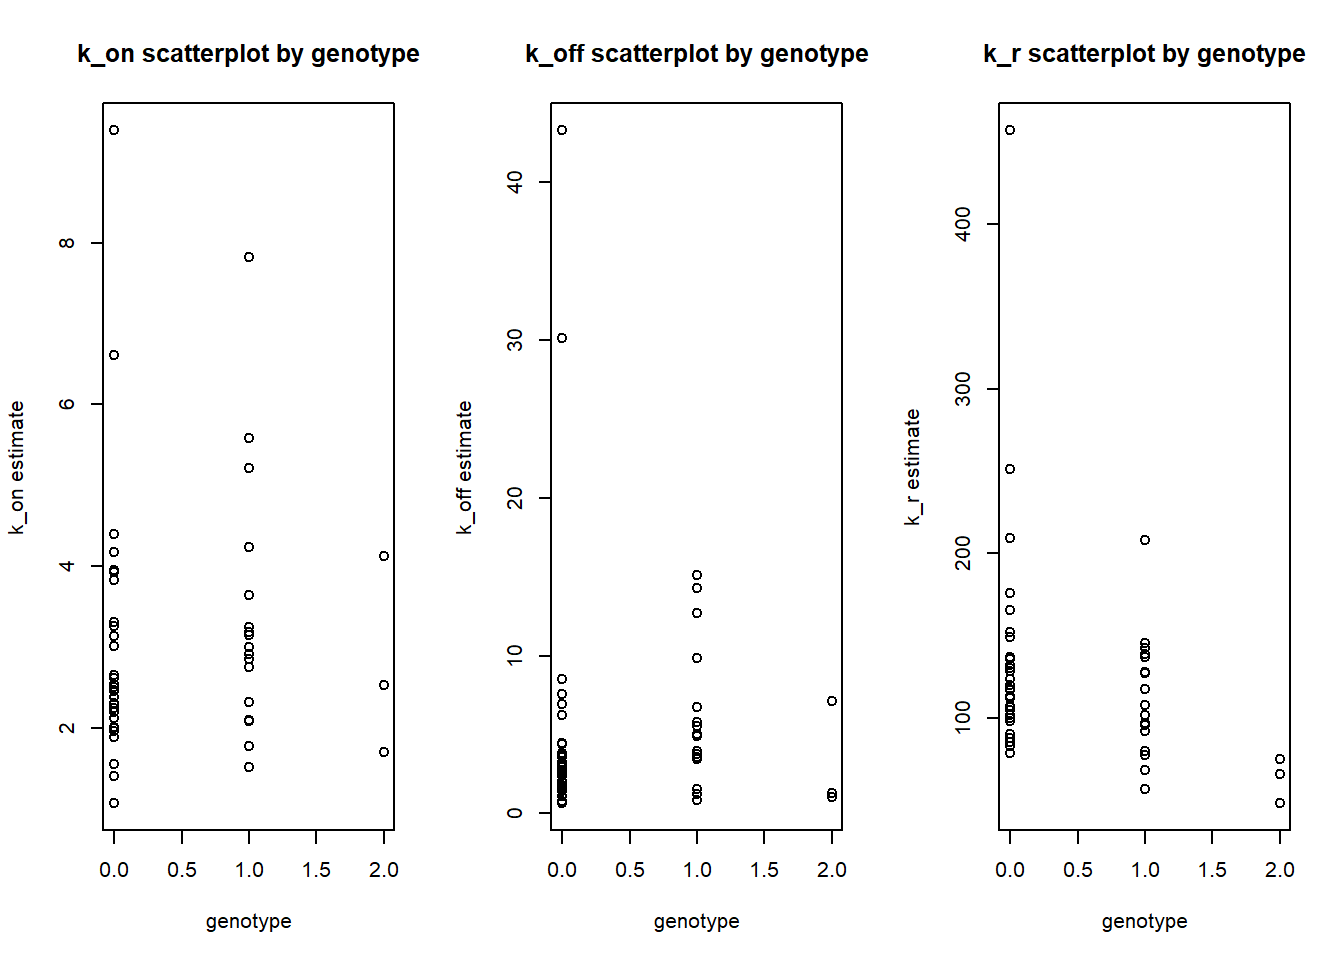 k_on scatterplot by genotype
k_on estimate
8
6
4
2
0.0 0.5 1.0 1.5 2.0
genotype
k_off scatterplot by genotype
k_off estimate
40
30
20
10
0
0.0 0.5 1.0 1.5 2.0
genotype
k_r scatterplot by genotype
k_r estimate
400
300
200
100
0.0 0.5 1.0 1.5 2.0
genotype